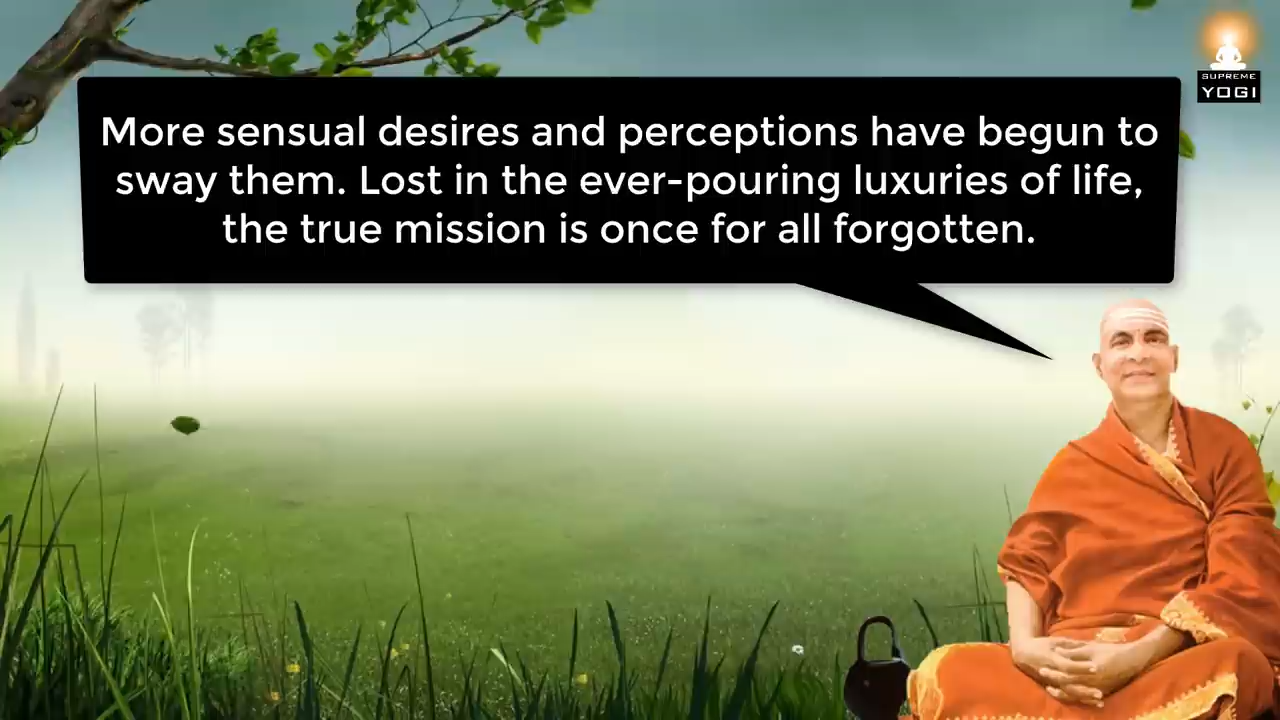 SUPREME
YOGI
More sensual desires and perceptions have begun to
sway them. Lost in the ever-pouring luxuries of life,
the true mission is once for all forgotten.